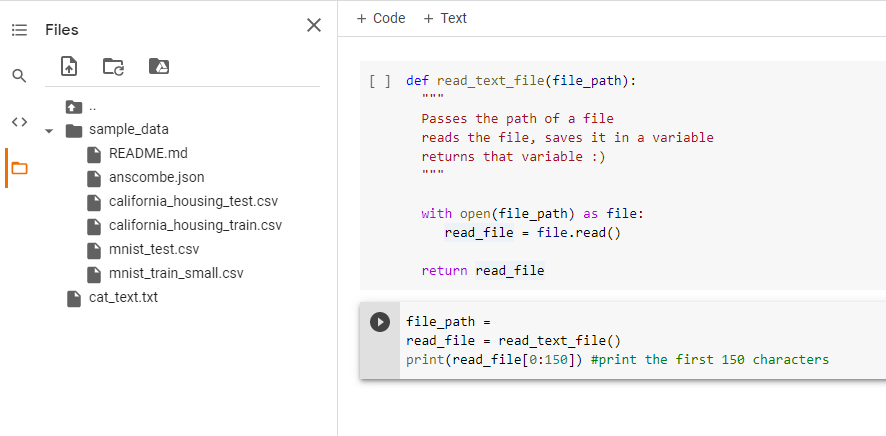 Files
+ Code + Text
..
sample_data
README.md
anscombe.json
california_housing_test.csv
california_housing_train.csv
mnist_test.csv
mnist_train_small.csv
cat_text.txt
[ ] def read_text_file(file_path):
"""
Passes the path of a file
reads the file, saves it in a variable
returns that variable :)
"""
with open(file_path) as file:
read_file = file.read()
return read_file
file_path =
read_file = read_text_file()
print(read_file[0:150]) #print the first 150 characters